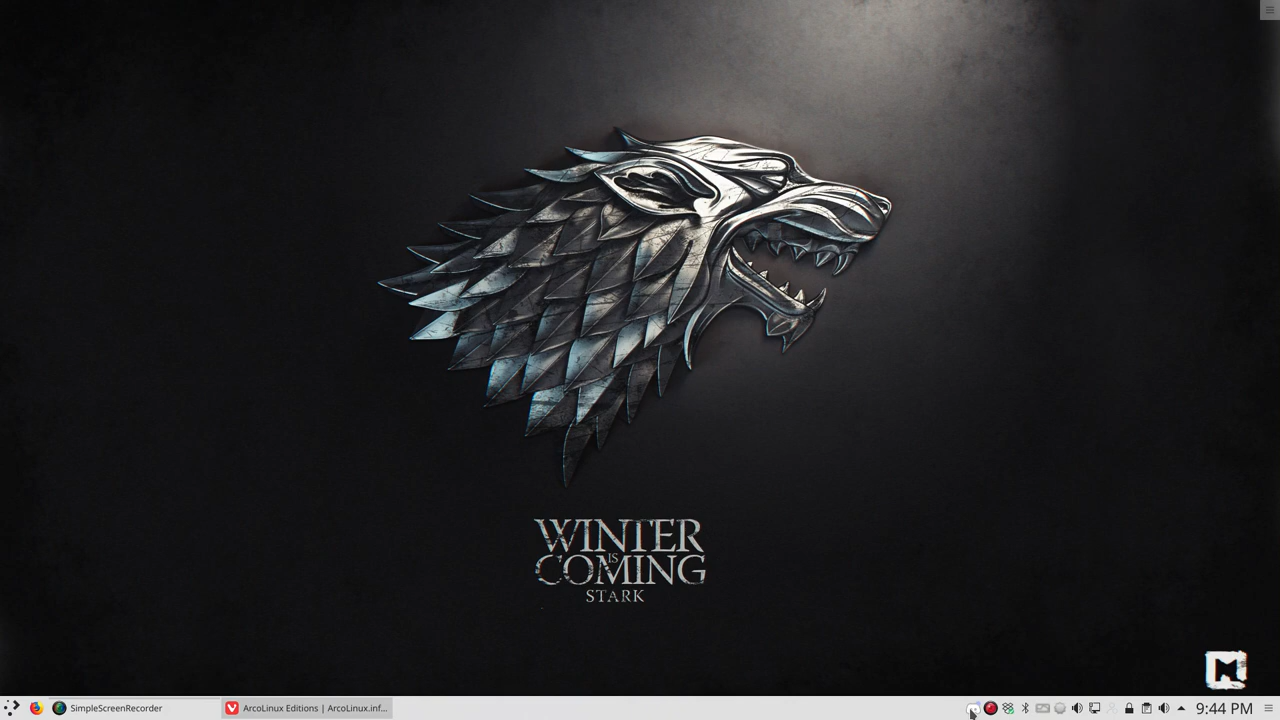 WINTER
IS
COMING
STARK
SimpleScreenRecorder
ArcoLinux Editions | ArcoLinux.inf...
9:44 PM